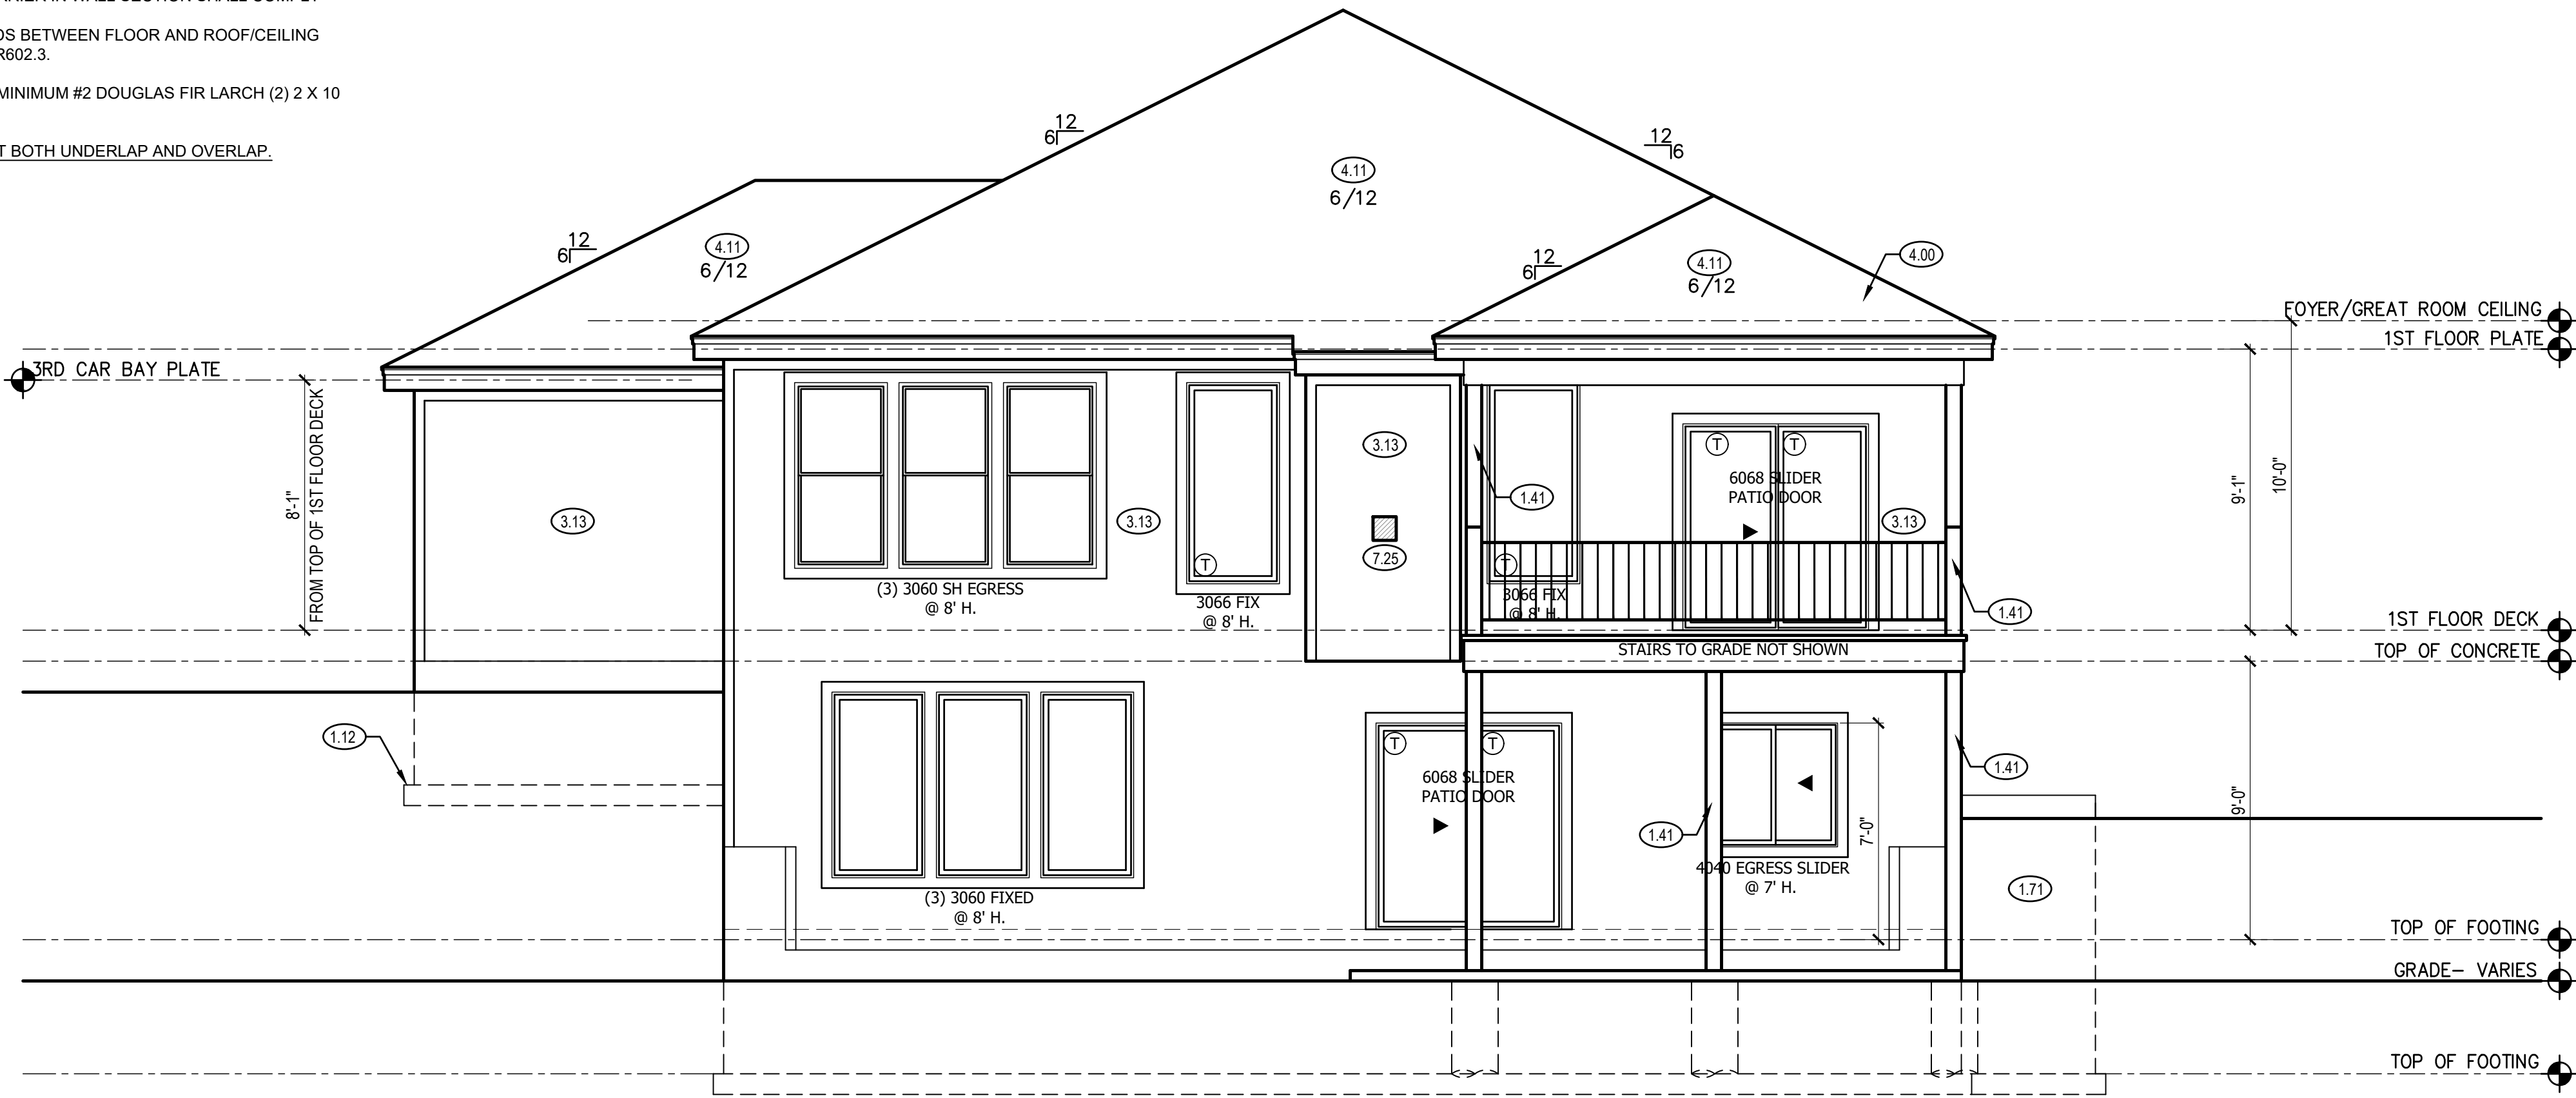 DS BETWEEN FLOOR AND ROOF/CEILING
R602.3.
MINIMUM #2 DOUGLAS FIR LARCH (2) 2 X 10
T BOTH UNDERLAP AND OVERLAP.
12
6
12
6
4.11
6/12
12
6
4.11
6/12
12
6
4.11
6/12
4.00
FOYER/GREAT ROOM CEILING
1ST FLOOR PLATE
3RD CAR BAY PLATE
8'-1"
FROM TOP OF 1ST FLOOR DECK
3.13
3.13
3.13
3.13
7.25
T
T
T
T
6068 SLIDER
PATIO DOOR
1.41
1.41
9'-1"
10'-0"
(3) 3060 SH EGRESS
@ 8' H.
3066 FIX
@ 8' H.
3066 FIX
@ 8' H.
1ST FLOOR DECK
STAIRS TO GRADE NOT SHOWN
TOP OF CONCRETE
1.12
T
T
6068 SLIDER
PATIO DOOR
1.41
1.41
7'-0"
9'-0"
4040 EGRESS SLIDER
@ 7' H.
(3) 3060 FIXED
@ 8' H.
1.71
TOP OF FOOTING
GRADE- VARIES
TOP OF FOOTING